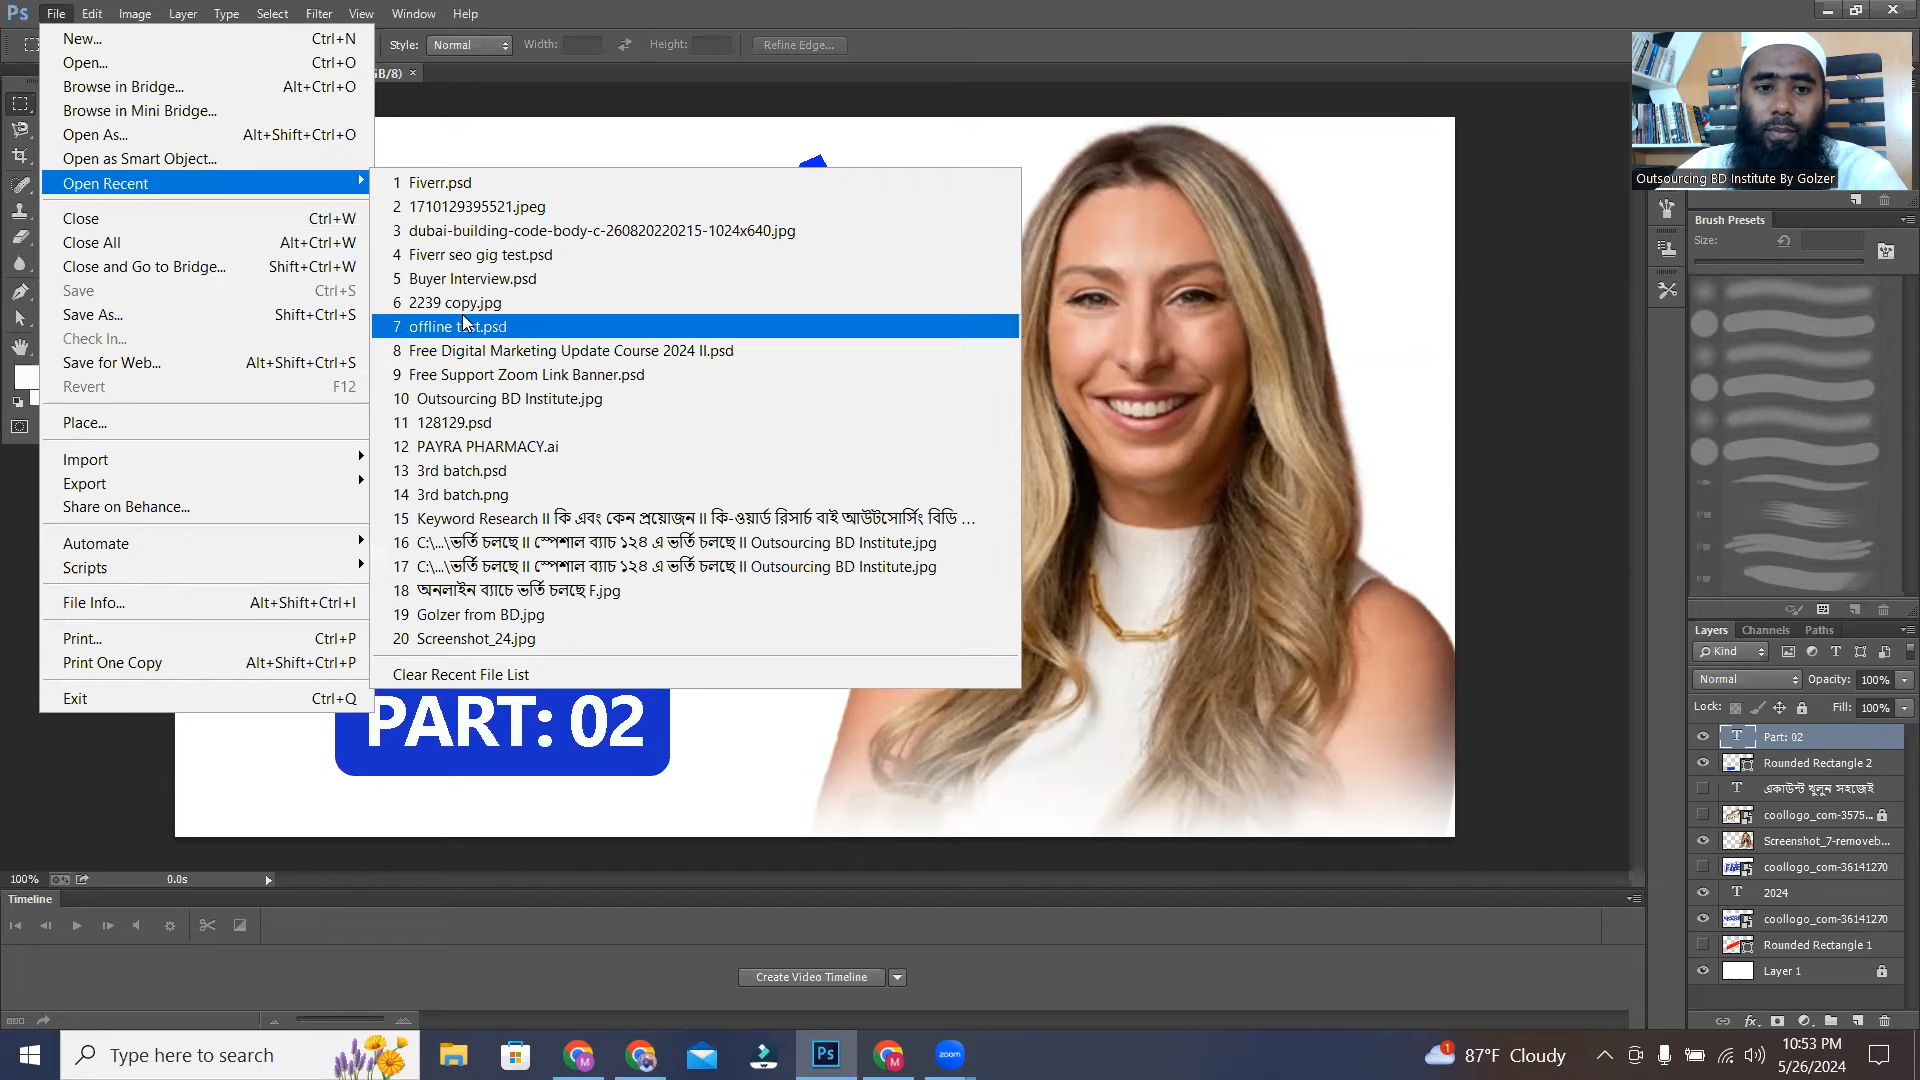 Ps File Edit Image Layer Type Select Filter View Window Help
Style: Normal Width: Height: Refine Edge...
GB/8) ×
New... Ctrl+N
Open... Ctrl+O
Browse in Bridge... Alt+Ctrl+O
Browse in Mini Bridge...
Open As... Alt+Shift+Ctrl+O
Open as Smart Object...
Open Recent
Close Ctrl+W
Close All Alt+Ctrl+W
Close and Go to Bridge... Shift+Ctrl+W
Save Ctrl+S
Save As... Shift+Ctrl+S
Check In...
Save for Web... Alt+Shift+Ctrl+S
Revert F12
Place...
Import
Export
Share on Behance...
Automate
Scripts
File Info... Alt+Shift+Ctrl+I
Print... Ctrl+P
Print One Copy Alt+Shift+Ctrl+P
Exit Ctrl+Q
1 Fiverr.psd
2 1710129395521.jpeg
3 dubai-building-code-body-c-260820220215-1024x640.jpg
4 Fiverr seo gig test.psd
5 Buyer Interview.psd
6 2239 copy.jpg
7 offline test.psd
8 Free Digital Marketing Update Course 2024 II.psd
9 Free Support Zoom Link Banner.psd
10 Outsourcing BD Institute.jpg
11 128129.psd
12 PAYRA PHARMACY.ai
13 3rd batch.psd
14 3rd batch.png
15 Keyword Research ll কি এবং কেন প্রয়োজন ll কি-ওয়ার্ড রিসার্চ বাই আউটসোর্সিং বিডি ...
16 C:\...\ভর্তি চলছে ll স্পেশাল ব্যাচ ১২৪ এ ভর্তি চলছে ll Outsourcing BD Institute.jpg
17 C:\...\ভর্তি চলছে ll স্পেশাল ব্যাচ ১২৪ এ ভর্তি চলছে ll Outsourcing BD Institute.jpg
18 অনলাইন ব্যাচে ভর্তি চলছে F.jpg
19 Golzer from BD.jpg
20 Screenshot_24.jpg
Clear Recent File List
PART: 02
Outsourcing BD Institute By Golzer
Brush Presets
Size:
Layers Channels Paths
Kind
Normal Opacity: 100%
Lock: Fill: 100%
Part: 02
Rounded Rectangle 2
একাউন্ট খুলুন সহজেই
coollogo_com-3575...
Screenshot_7-removeb...
coollogo_com-36141270
2024
coollogo_com-36141270
Rounded Rectangle 1
Layer 1
100% 0.0s
Timeline
Create Video Timeline
Type here to search
Ps
zoom
87°F Cloudy
10:53 PM
5/26/2024